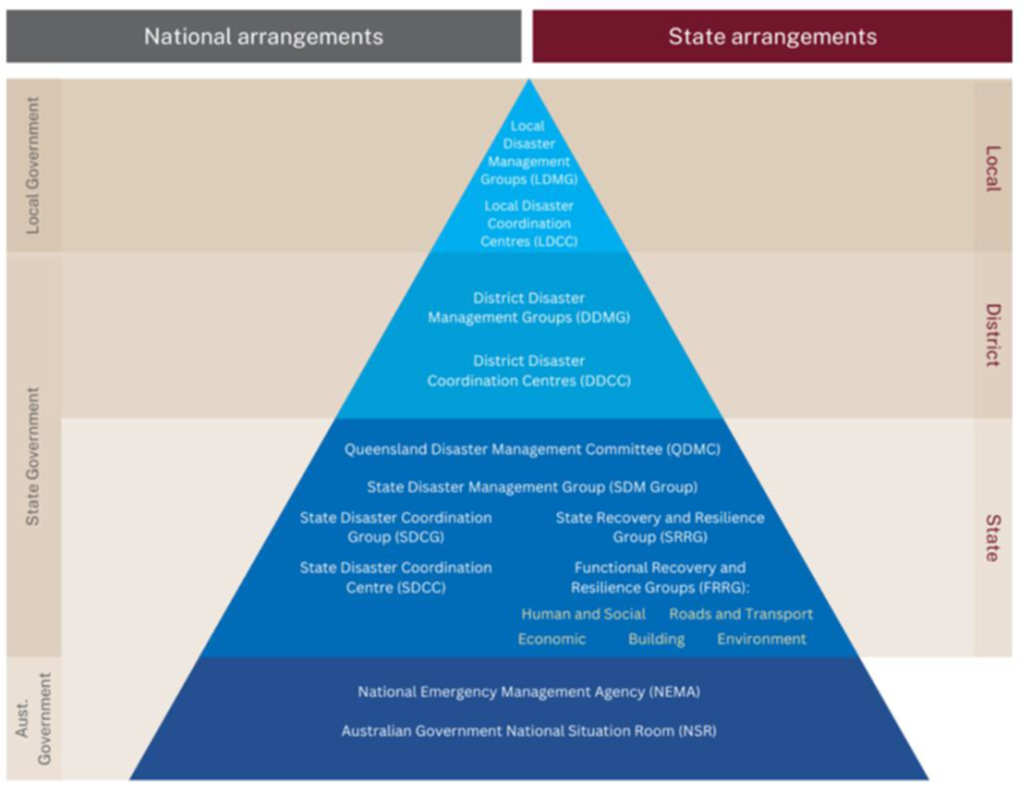 National arrangements
State arrangements
Local Government
Local
Disaster
Management
Groups (LDMG)
Local Disaster
Coordination
Centres (LDCC)
Local
District Disaster
Management Groups (DDMG)
District Disaster
Coordination Centres (DDCC)
District
State Government
Queensland Disaster Management Committee (QDMC)
State Disaster Management Group (SDM Group)
State Disaster Coordination
Group (SDCG)
State Recovery and Resilience
Group (SRRG)
State Disaster Coordination
Centre (SDCC)
Functional Recovery and
Resilience Groups (FRRG):
Human and Social
Roads and Transport
Economic
Building
Environment
State
Aust.
Government
National Emergency Management Agency (NEMA)
Australian Government National Situation Room (NSR)